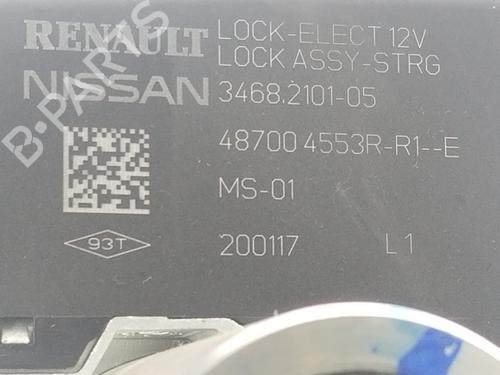 RENAULT LOCK-ELECT 12V
NISSAN LOCK ASSY-STRG
3468.2101-05
48700 4553R-R1--E
MS-01
93T 200117 L1
B-PARTS